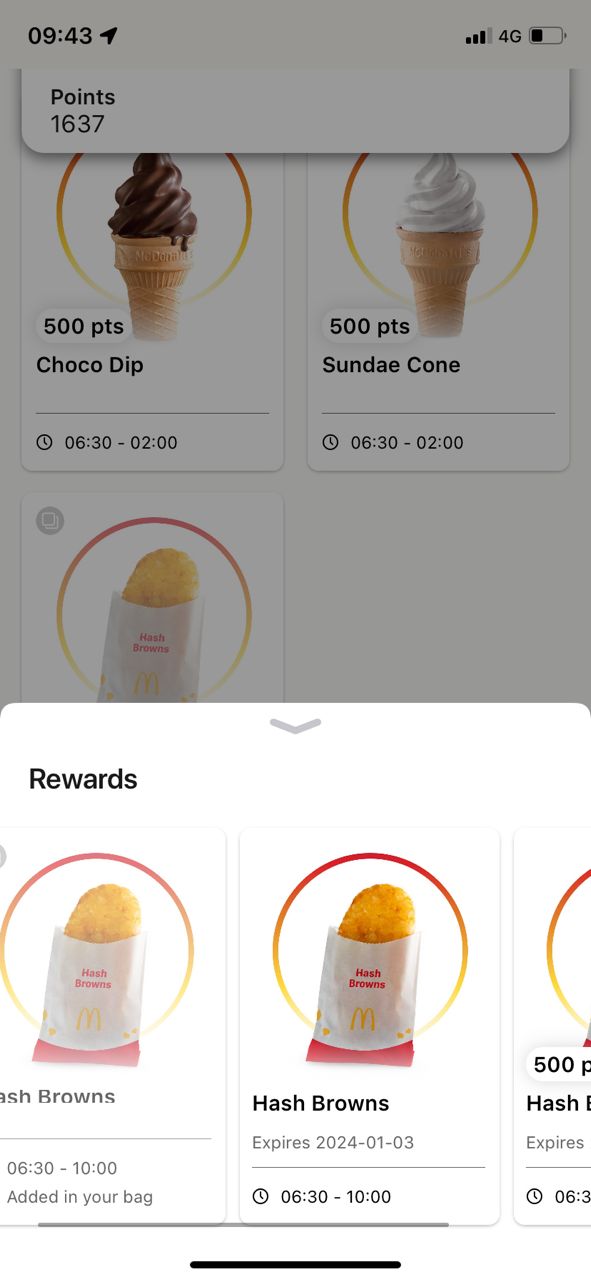 09:43
4G
Points
1637
McDonald's
McDonald's
500 pts
500 pts
Choco Dip
Sundae Cone
06:30 - 02:00
06:30 - 02:00
Hash
Browns
Rewards
Hash
Browns
Hash
Browns
500 p
ash Browns
Hash Browns
Hash B
Expires 2024-01-03
Expires
06:30 - 10:00
Added in your bag
06:30 - 10:00
06:3